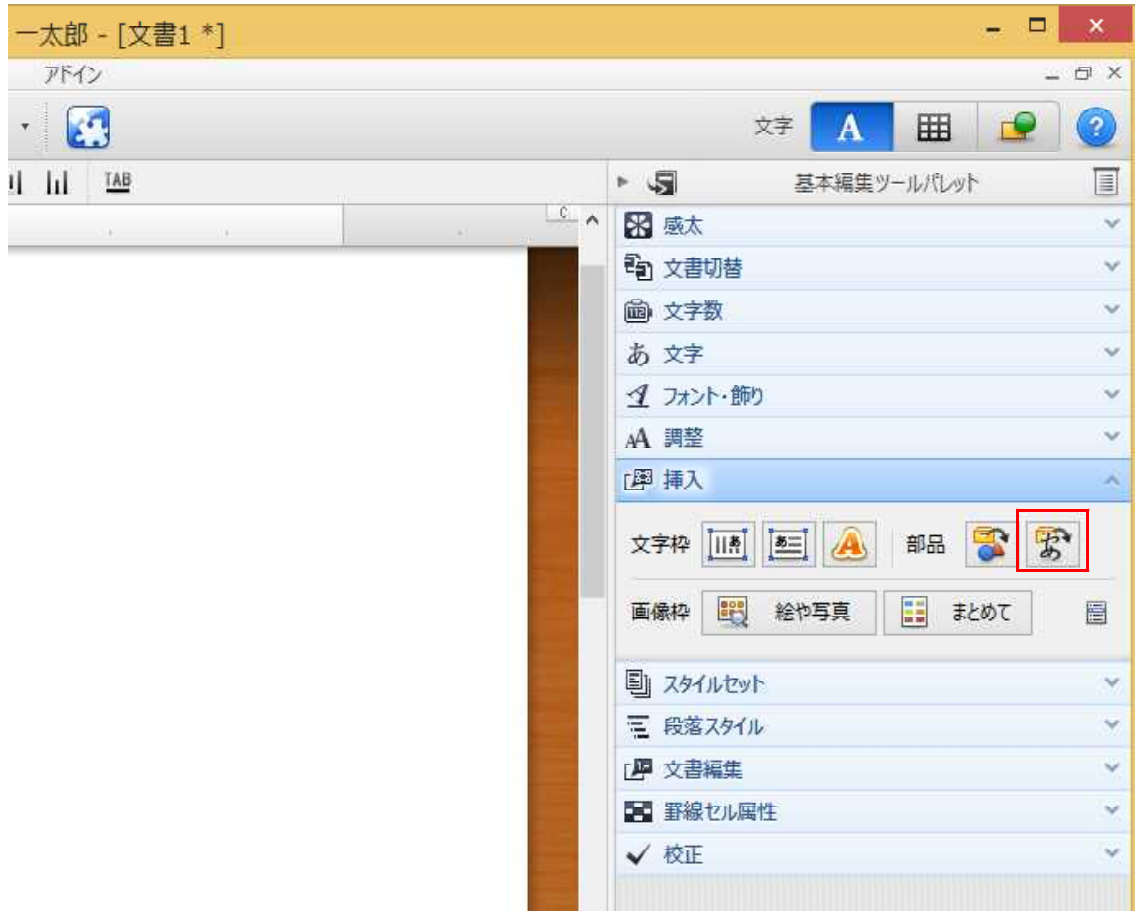 一太郎 - [文書1 *]
アドイン
文字 A ?
TAB
基本編集ツールパレット
C
感太
文書切替
文字数
あ 文字
フォント・飾り
AA 調整
挿入
文字枠 あ あ A 部品 あ
画像枠 絵や写真 まとめて
スタイルセット
段落スタイル
文書編集
罫線セル属性
校正